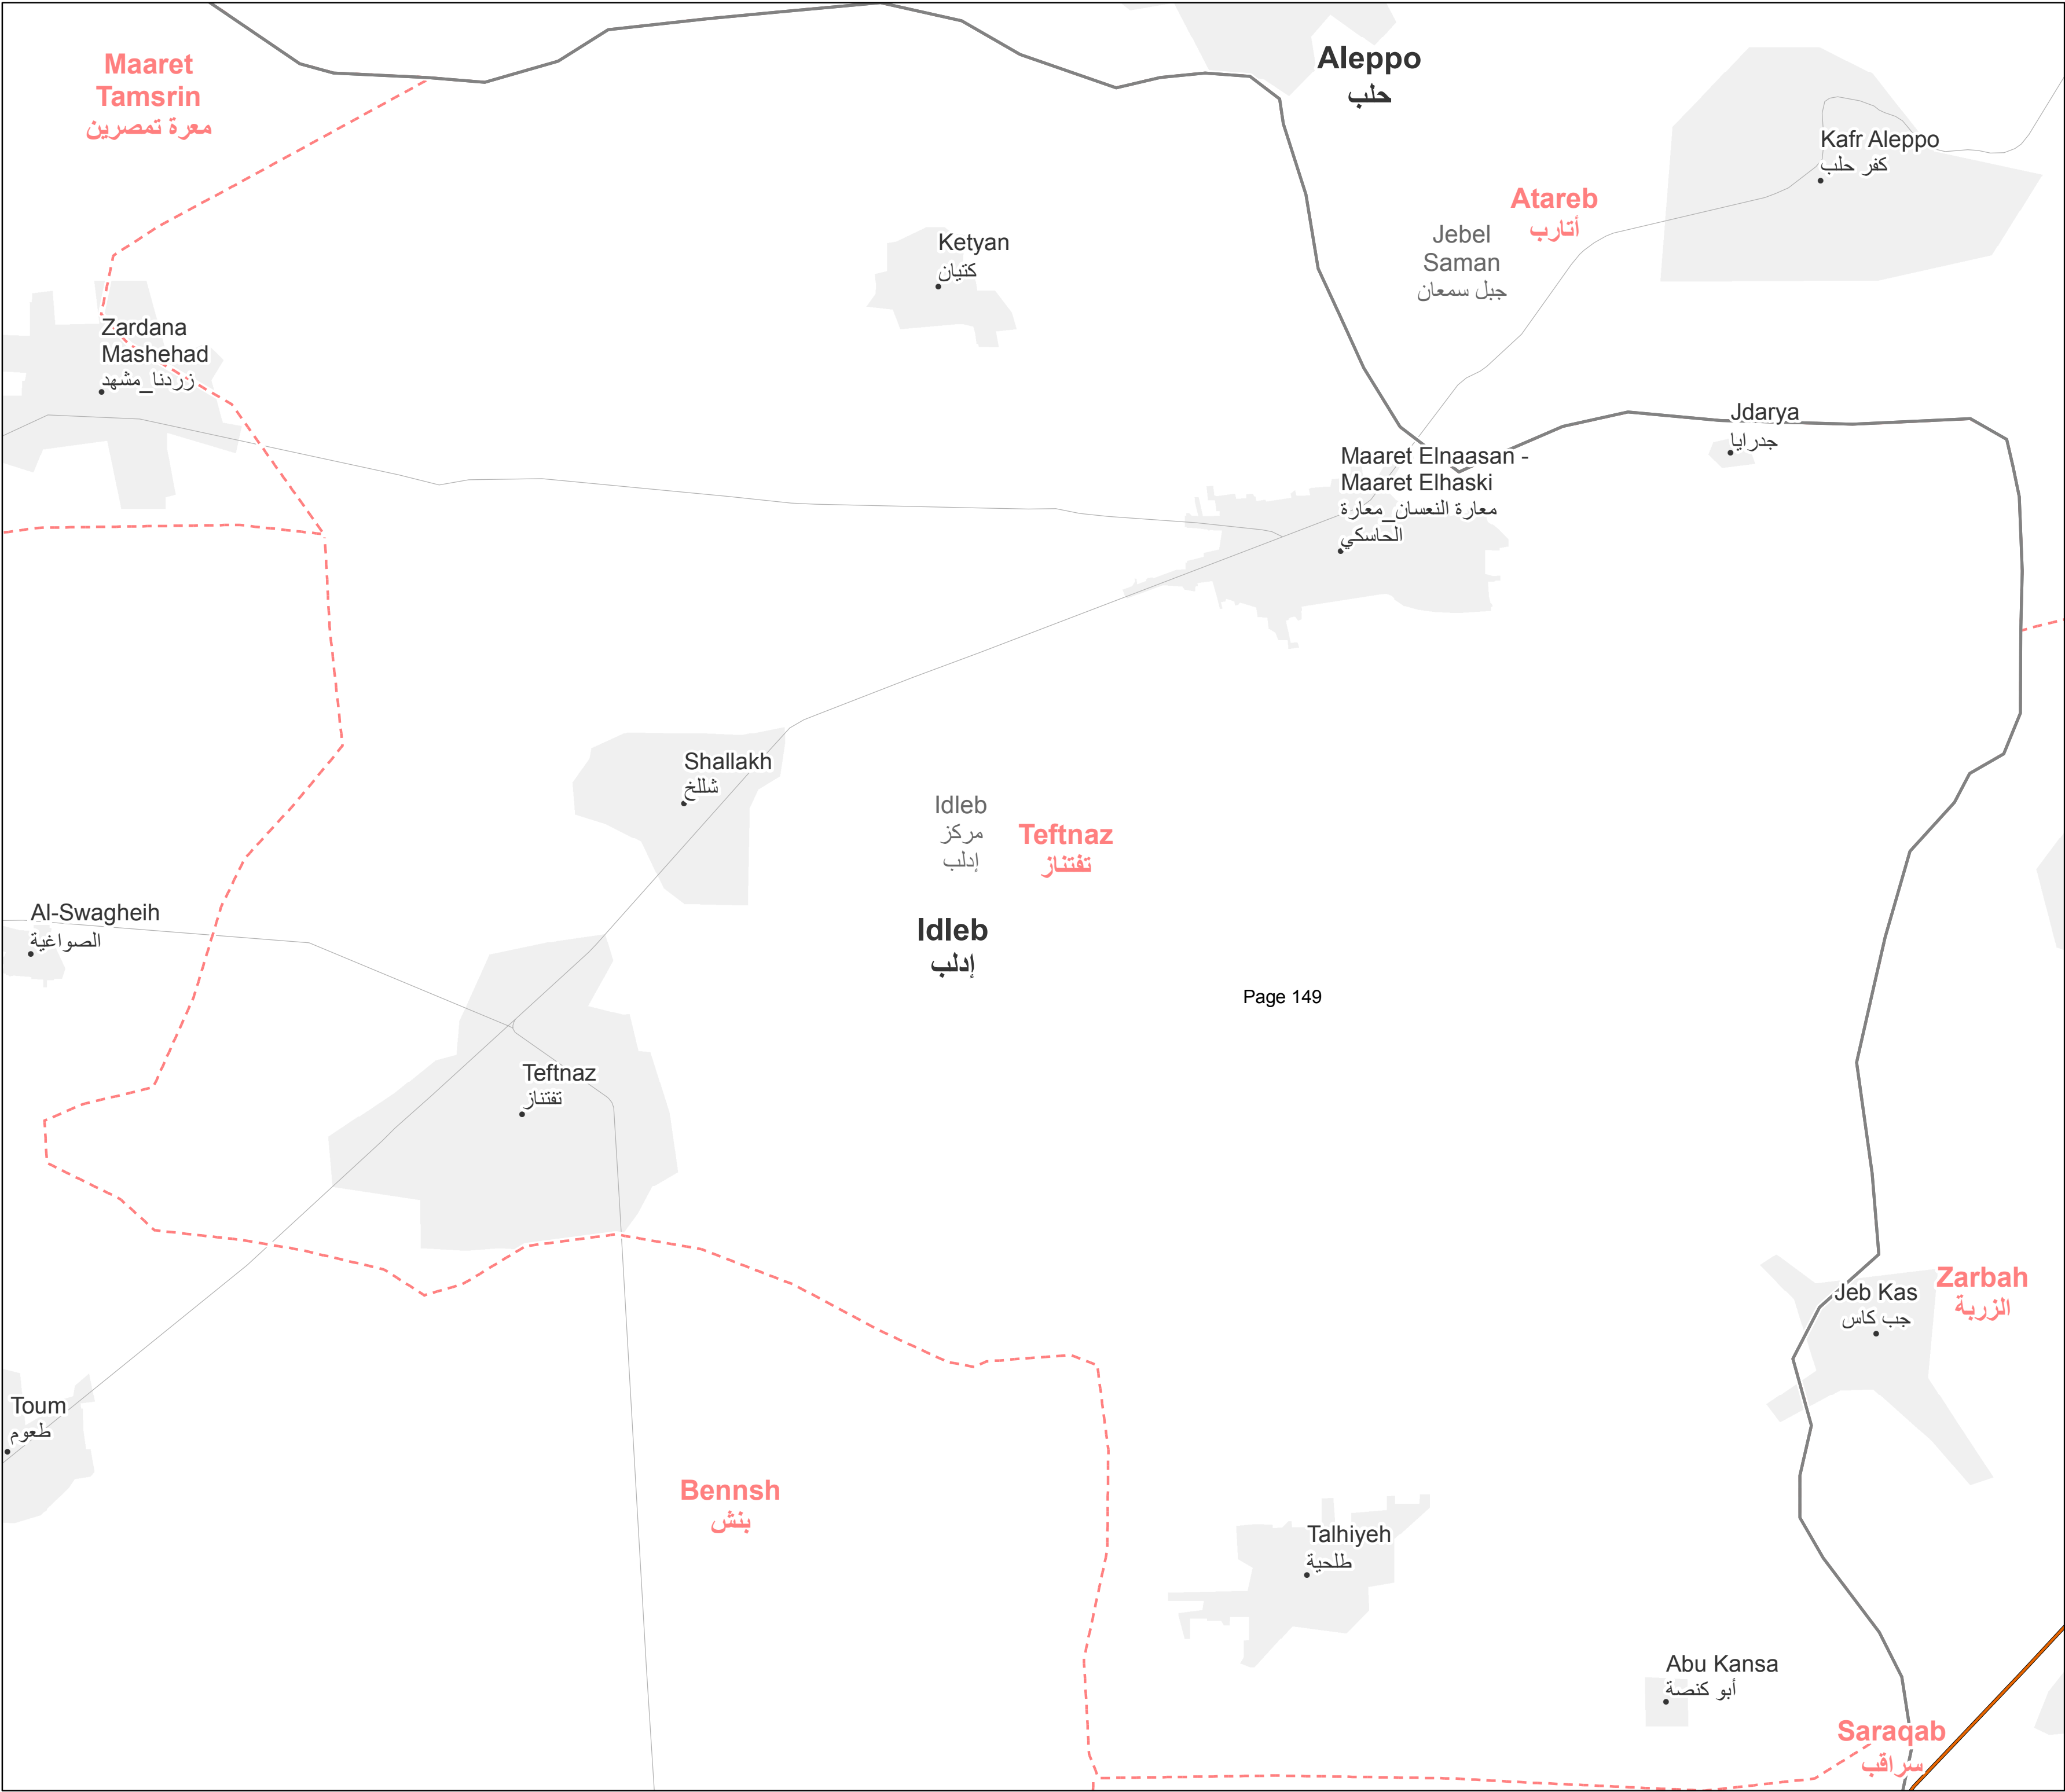 Maaret
Tamsrin
معرة تمصرين
Aleppo
حلب
Kafr Aleppo
كفر حلب
Atareb
أتارب
Jebel
Saman
جبل سمعان
Ketyan
كتيان
Zardana
Mashehad
زردنا_مشهد
Jdarya
جدرايا
Maaret Elnaasan -
Maaret Elhaski
معارة النعسان_معارة
الحاسكي
Shallakh
شللخ
Idleb
مركز
إدلب
Teftnaz
تفتناز
Al-Swagheih
الصواغية
Idleb
إدلب
Page 149
Teftnaz
تفتناز
Zarbah
الزربة
Jeb Kas
جب كاس
Toum
طعوم
Bennsh
بنش
Talhiyeh
طلحية
Abu Kansa
أبو كنصة
Saraqab
سراقب